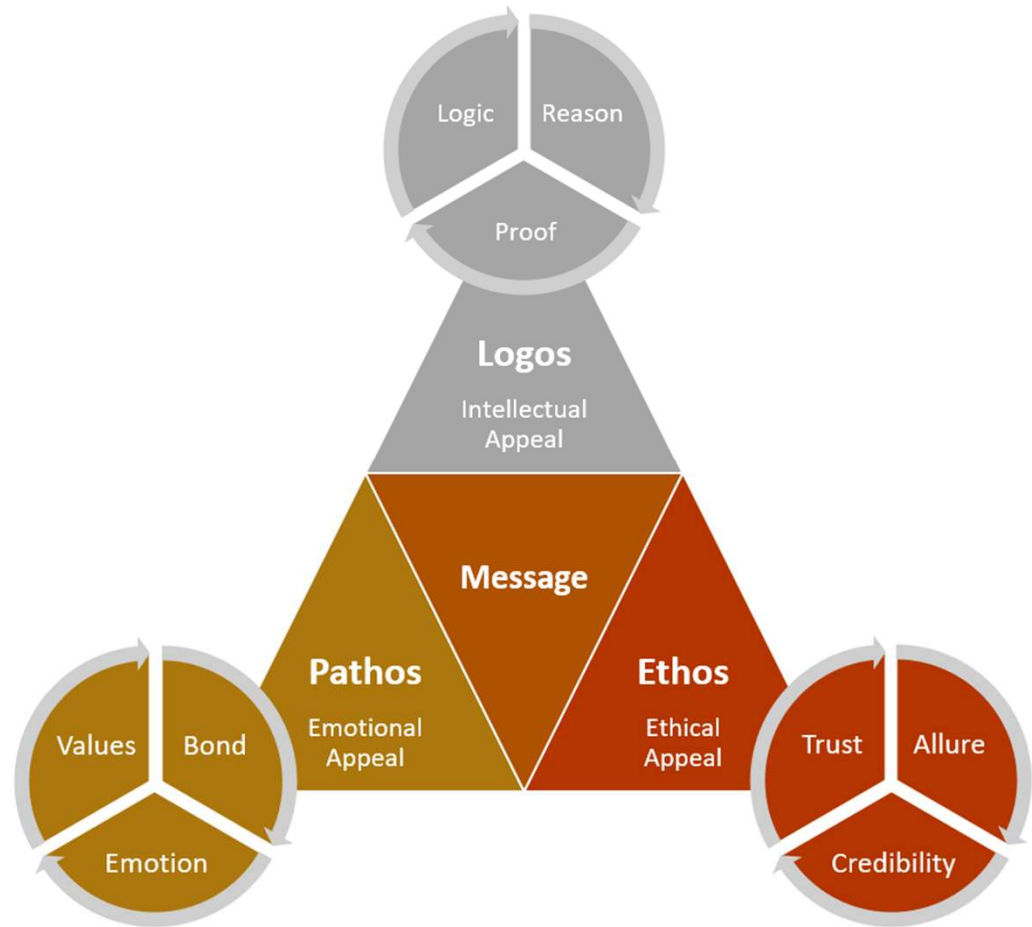 Logic Reason
Proof
Logos
Intellectual
Appeal
Message
Pathos
Emotional
Appeal
Ethos
Ethical
Appeal
Values Bond
Emotion
Trust Allure
Credibility